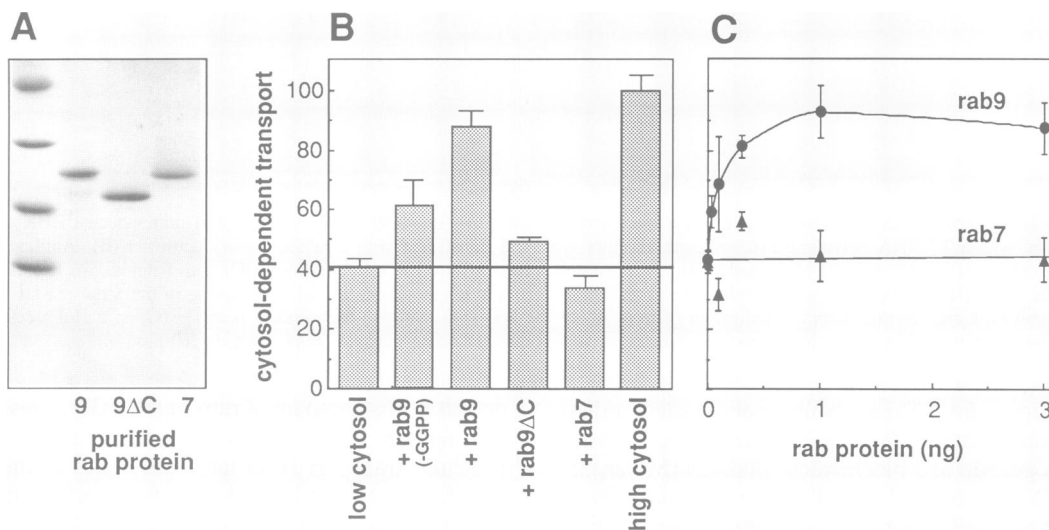 A
9 9ΔC 7
purified
rab protein
B
cytosol-dependent transport
100
80
60
40
20
0
low cytosol
+ rab9
(-GGPP)
+ rab9
+ rab9ΔC
+ rab7
high cytosol
C
rab9
rab7
0 1 2 3
rab protein (ng)